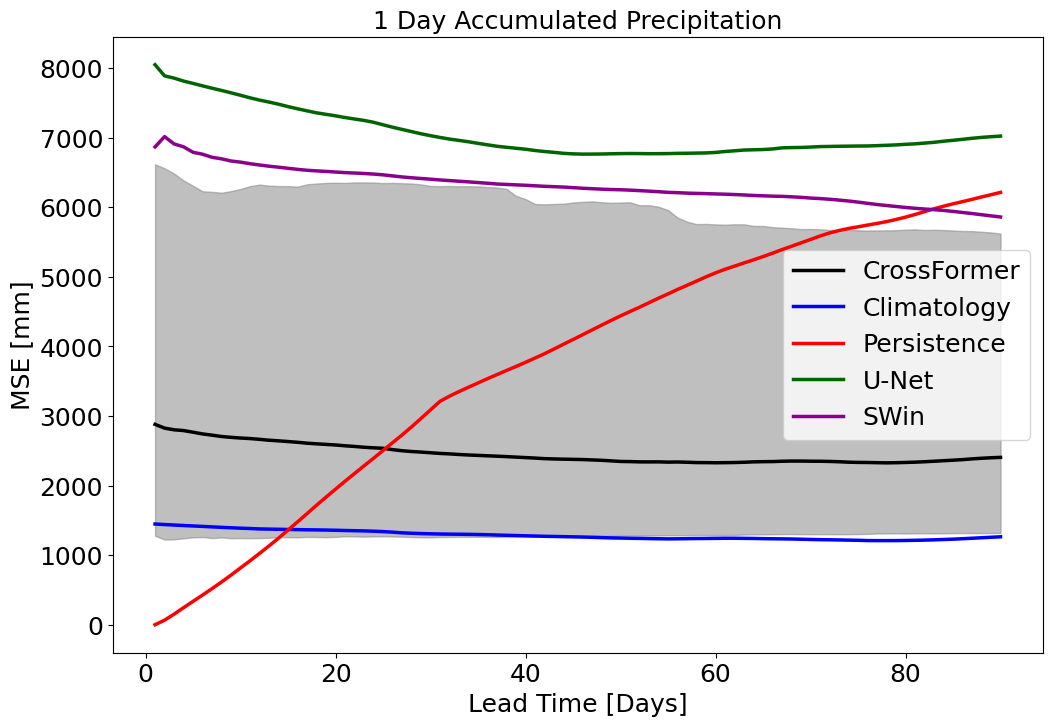 1 Day Accumulated Precipitation
MSE [mm]
8000
7000
6000
5000
4000
3000
2000
1000
0
CrossFormer
Climatology
Persistence
U-Net
SWin
0 20 40 60 80
Lead Time [Days]